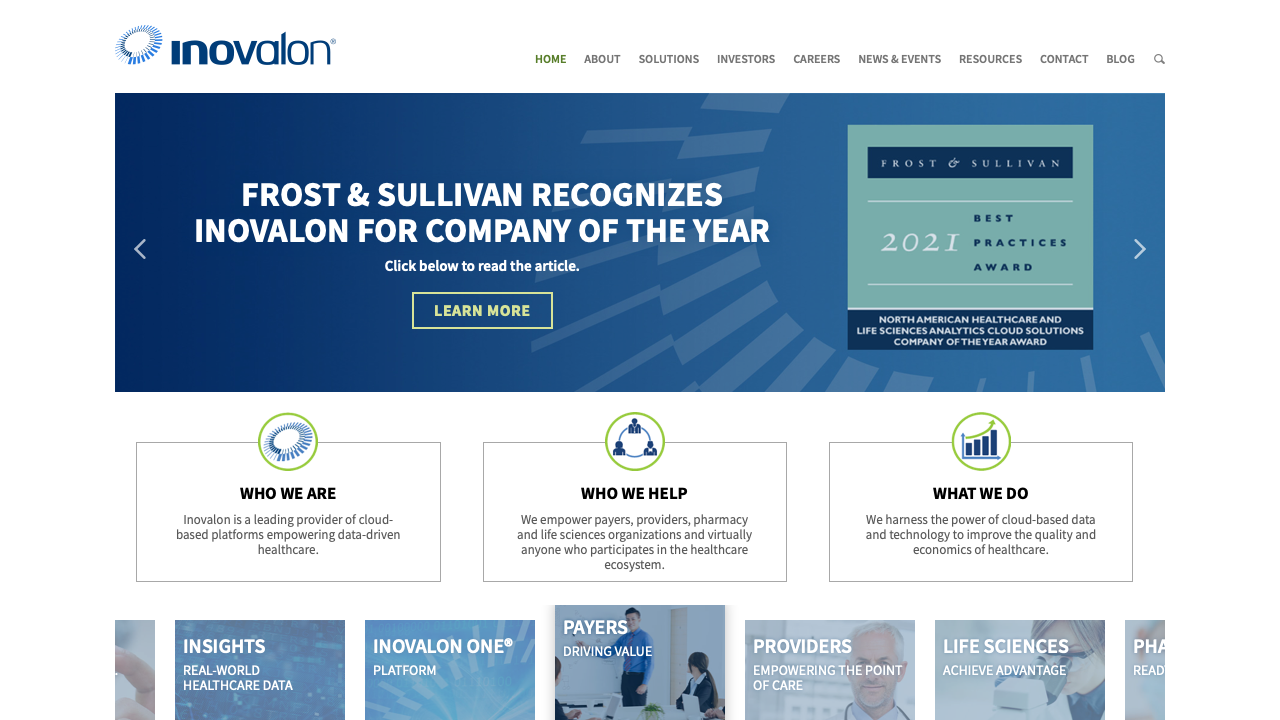 inovalon®
HOME ABOUT SOLUTIONS INVESTORS CAREERS NEWS & EVENTS RESOURCES CONTACT BLOG
FROST & SULLIVAN RECOGNIZES
INOVALON FOR COMPANY OF THE YEAR
Click below to read the article.
LEARN MORE
FROST & SULLIVAN
2021
BEST
PRACTICES
AWARD
NORTH AMERICAN HEALTHCARE AND
LIFE SCIENCES ANALYTICS CLOUD SOLUTIONS
COMPANY OF THE YEAR AWARD
WHO WE ARE
Inovalon is a leading provider of cloud-
based platforms empowering data-driven
healthcare.
WHO WE HELP
We empower payers, providers, pharmacy
and life sciences organizations and virtually
anyone who participates in the healthcare
ecosystem.
WHAT WE DO
We harness the power of cloud-based data
and technology to improve the quality and
economics of healthcare.
INSIGHTS
REAL-WORLD
HEALTHCARE DATA
INOVALON ONE®
PLATFORM
PAYERS
DRIVING VALUE
PROVIDERS
EMPOWERING THE POINT
OF CARE
LIFE SCIENCES
ACHIEVE ADVANTAGE
PHA
READ